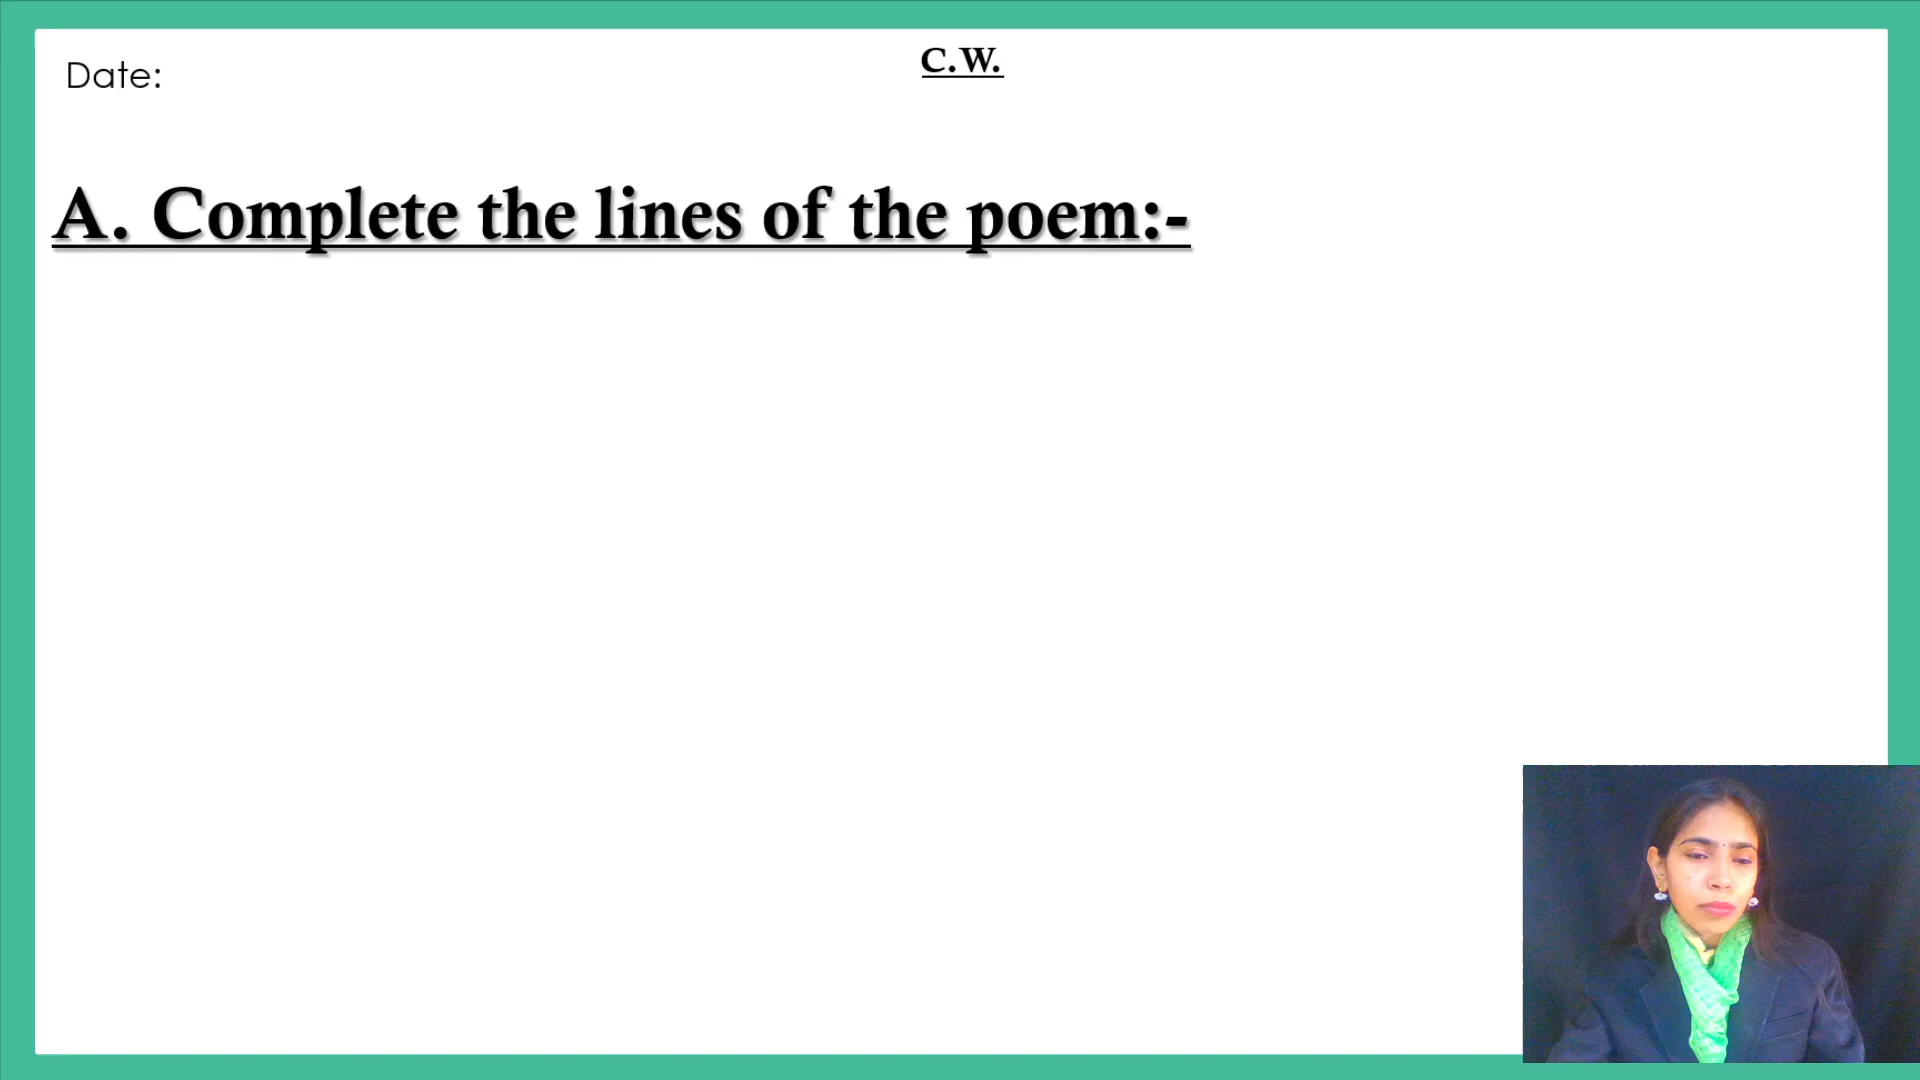 C.W.
Date:
A. Complete the lines of the poem:-